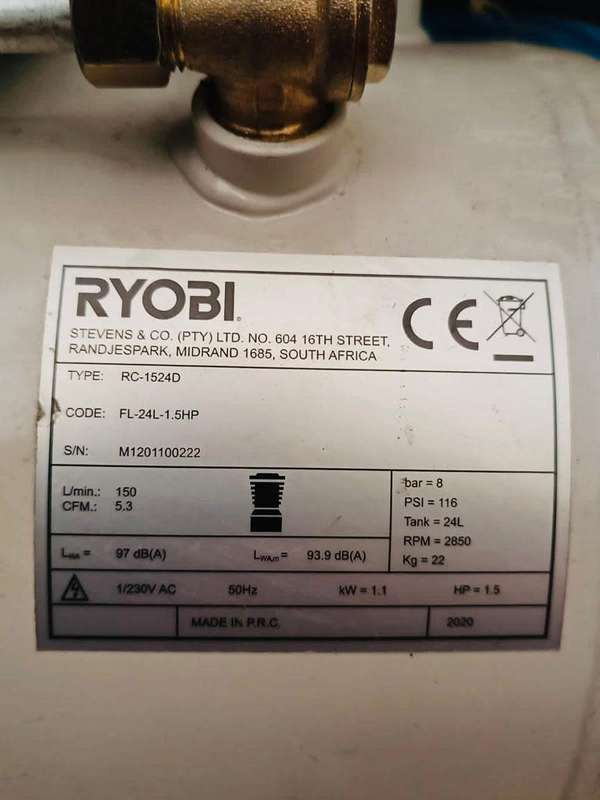 RYOBI
STEVENS & CO. (PTY) LTD. NO. 604 16TH STREET,
RANDJESPARK, MIDRAND 1685, SOUTH AFRICA
CE
TYPE: RC-1524D
CODE: FL-24L-1.5HP
S/N: M1201100222
L/min.: 150
CFM.: 5.3
bar = 8
PSI = 116
Tank = 24L
RPM = 2850
Kg = 22
LWA = 97 dB(A) LWA,m = 93.9 dB(A)
1/230V AC 50Hz kW = 1.1 HP = 1.5
MADE IN P.R.C. 2020